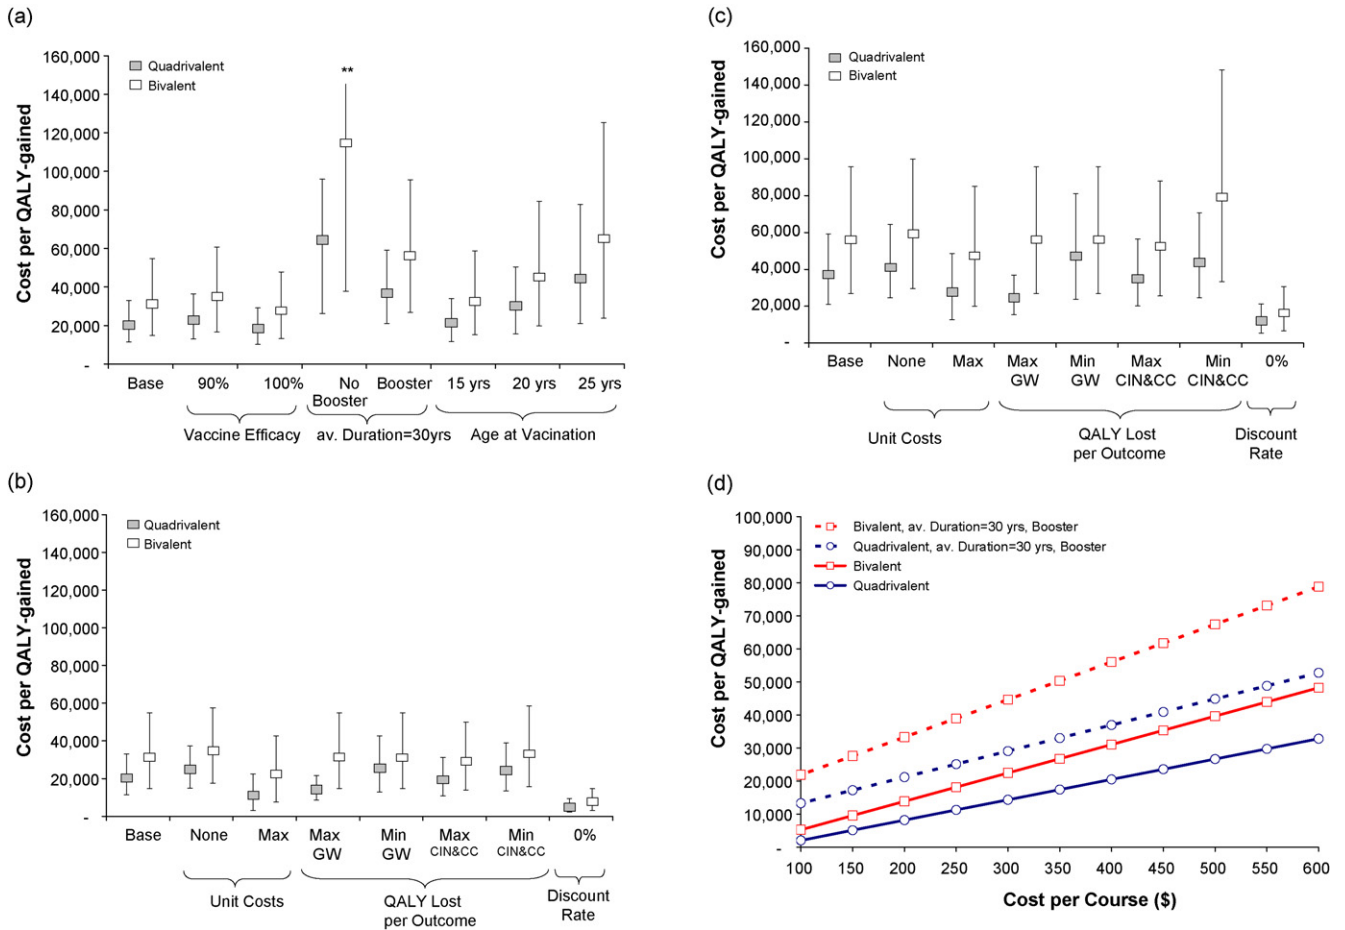 (a)
160,000
140,000
120,000
100,000
80,000
60,000
40,000
20,000
-
Cost per QALY-gained
Quadrivalent
Bivalent
**
Base 90% 100% No Booster Booster 15 yrs 20 yrs 25 yrs
Vaccine Efficacy av. Duration=30yrs Age at Vacination
(c)
160,000
140,000
120,000
100,000
80,000
60,000
40,000
20,000
-
Cost per QALY-gained
Quadrivalent
Bivalent
Base None Max Max Min Max Min 0%
GW GW CIN&CC CIN&CC
Unit Costs QALY Lost Discount
per Outcome Rate
(b)
160,000
140,000
120,000
100,000
80,000
60,000
40,000
20,000
-
Cost per QALY-gained
Quadrivalent
Bivalent
Base None Max Max Min Max Min 0%
GW GW CIN&CC CIN&CC
Unit Costs QALY Lost Discount
per Outcome Rate
(d)
100,000
90,000
80,000
70,000
60,000
50,000
40,000
30,000
20,000
10,000
-
Cost per QALY-gained
Bivalent, av. Duration=30 yrs, Booster
Quadrivalent, av. Duration=30 yrs, Booster
Bivalent
Quadrivalent
100 150 200 250 300 350 400 450 500 550 600
Cost per Course ($)